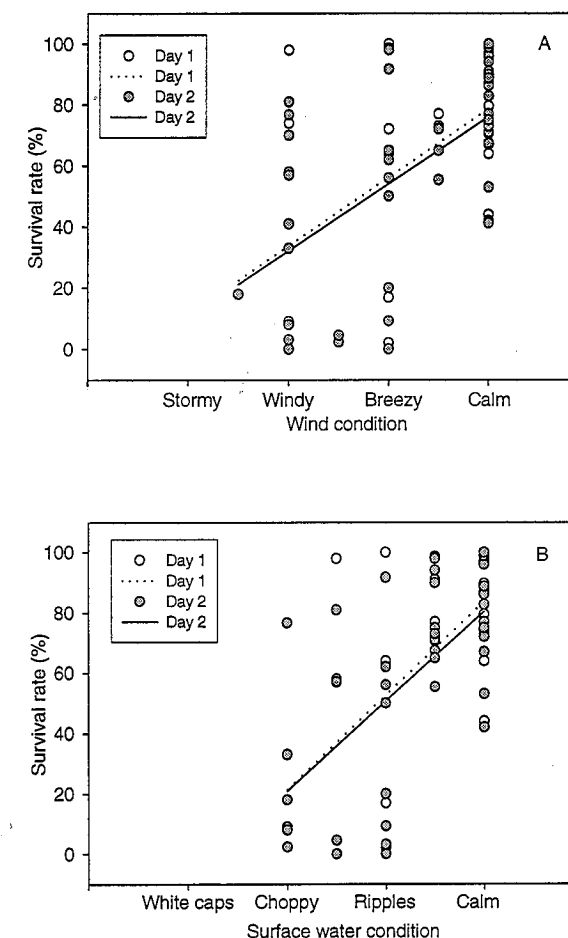 A
Day 1
Day 1
Day 2
Day 2
Survival rate (%)
100
80
60
40
20
0
Stormy Windy Breezy Calm
Wind condition
B
Day 1
Day 1
Day 2
Day 2
Survival rate (%)
100
80
60
40
20
0
White caps Choppy Ripples Calm
Surface water condition